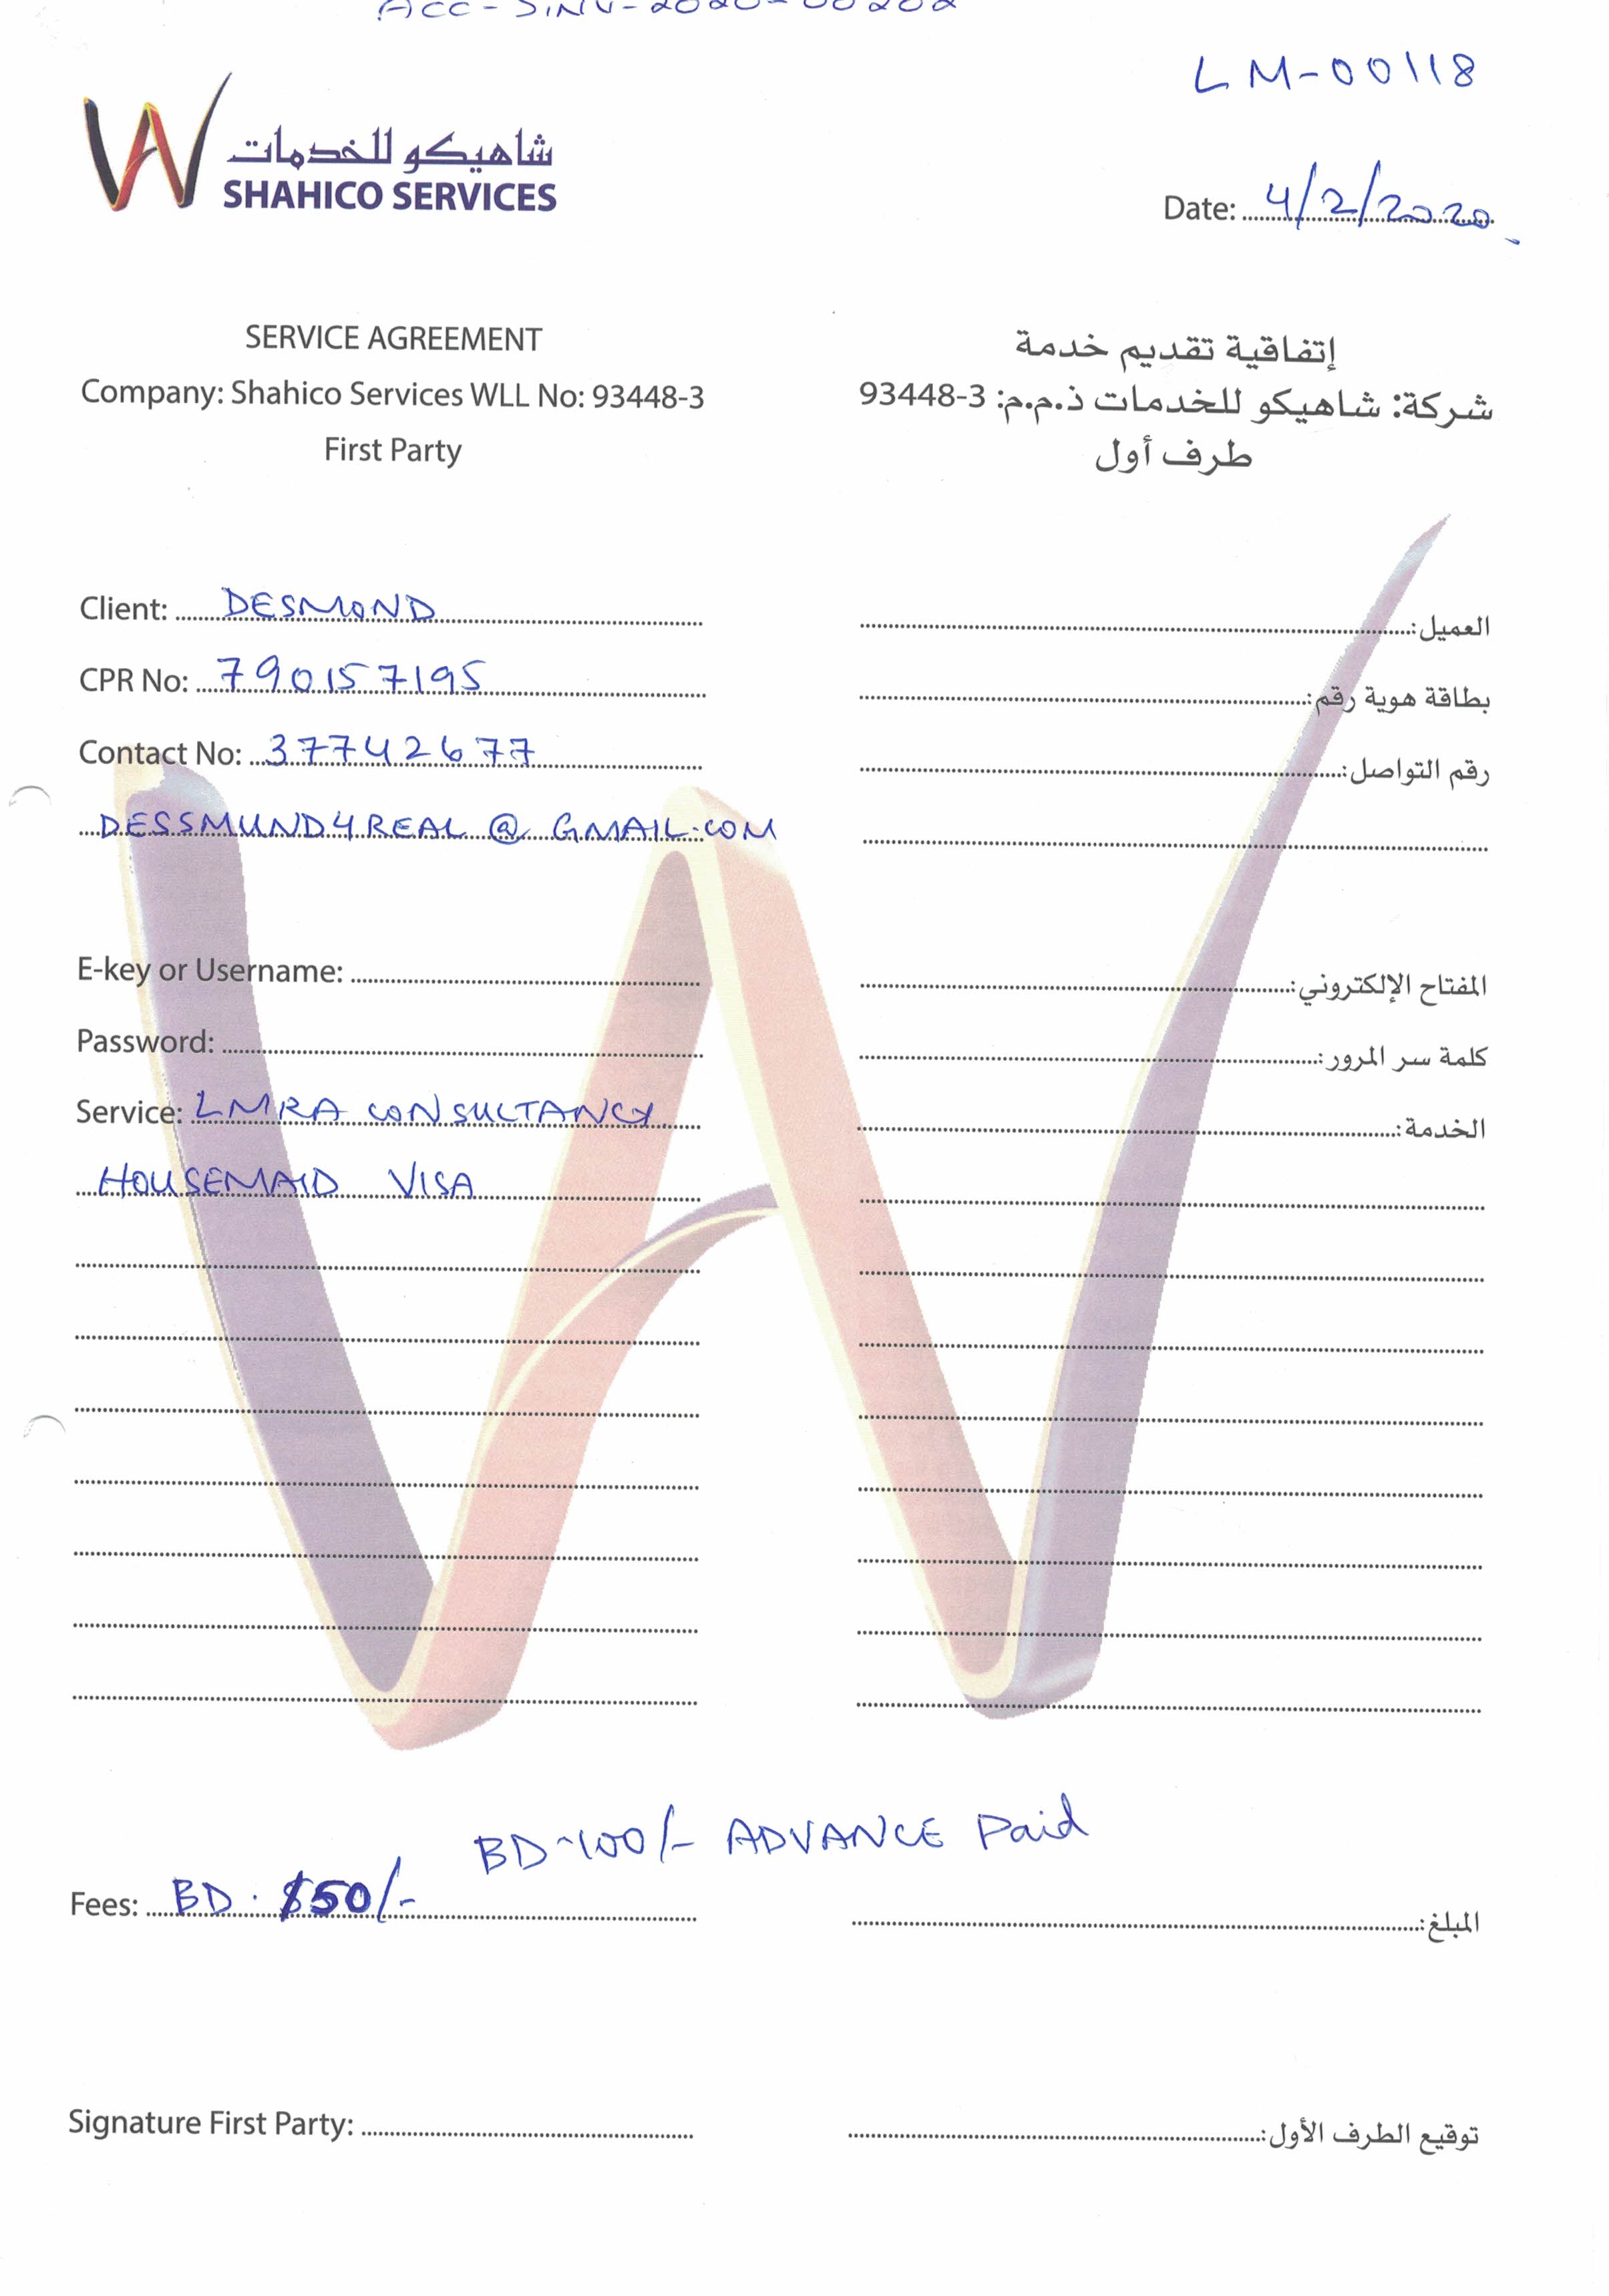 ACC-SINV-2020-00202
LM-00118
شاهيكو للخدمات
SHAHICO SERVICES
Date: 4/2/2020
SERVICE AGREEMENT
Company: Shahico Services WLL No: 93448-3
First Party
إتفاقية تقديم خدمة
شركة: شاهيكو للخدمات ذ.م.م: 3-93448
طرف أول
Client: DESMOND
العميل:
CPR No: 790157195
بطاقة هوية رقم:
Contact No: 37742677
رقم التواصل:
DESSMUND4REAL@GMAIL.COM
E-key or Username:
المفتاح الإلكتروني:
Password:
كلمة سر المرور:
Service: LMRA CONSULTANCY
الخدمة:
HOUSEMAID VISA
BD-100/- ADVANCE Paid
Fees: BD. 150/-
المبلغ:
Signature First Party:
توقيع الطرف الأول: